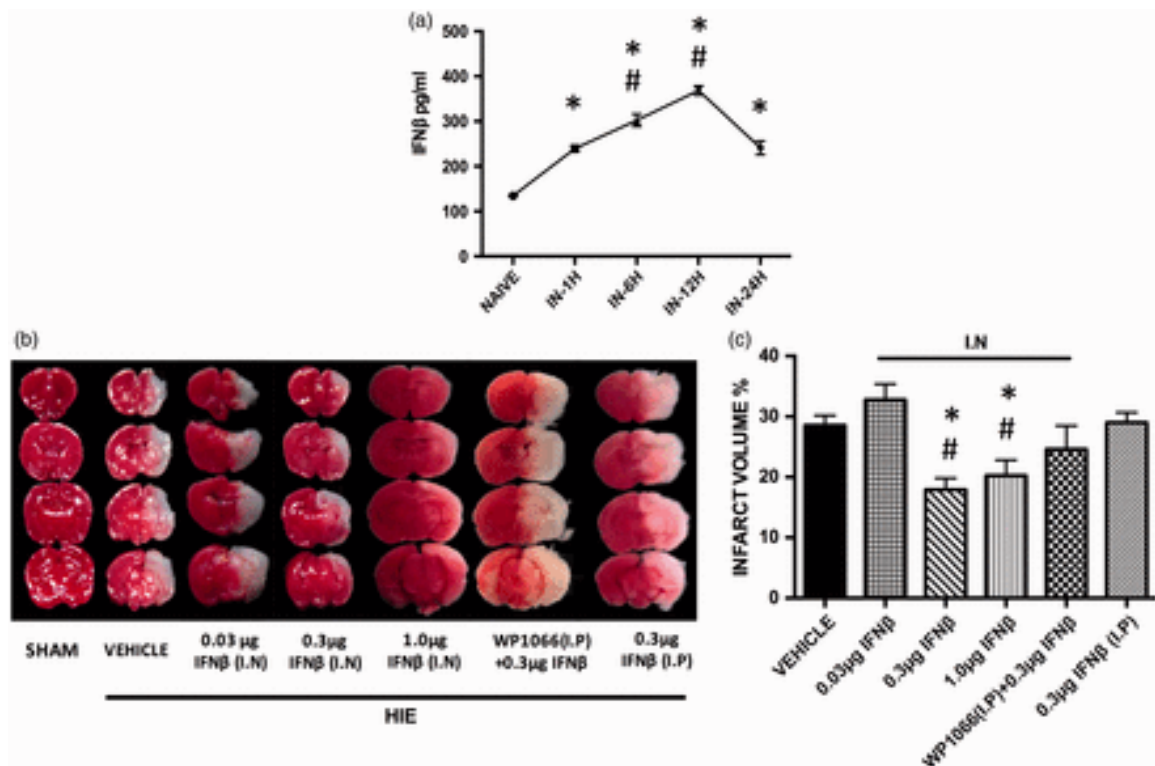 (a)
500
400
300
200
100
0
IFNβ pg/ml
*
*
#
*
#
*
NAIVE
IN-1H
IN-6H
IN-12H
IN-24H
(b)
SHAM
VEHICLE
0.03 µg
IFNβ (I.N)
0.3µg
IFNβ (I.N)
1.0µg
IFNβ (I.N)
WP1066(I.P)
+0.3µg IFNβ
0.3µg
IFNβ (I.P)
HIE
(c)
I.N
40
30
20
10
0
INFARCT VOLUME %
*
#
*
#
VEHICLE
0.03µg IFNβ
0.3µg IFNβ
1.0µg IFNβ
WP1066(I.P)+0.3µg IFNβ
0.3µg IFNβ (I.P)